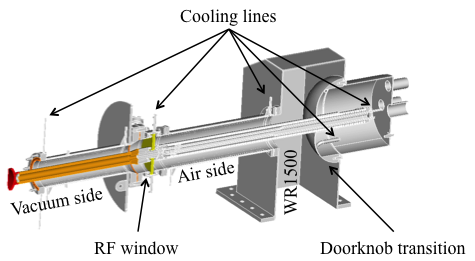 Cooling lines
Vacuum side
Air side
WR1500
RF window
Doorknob transition